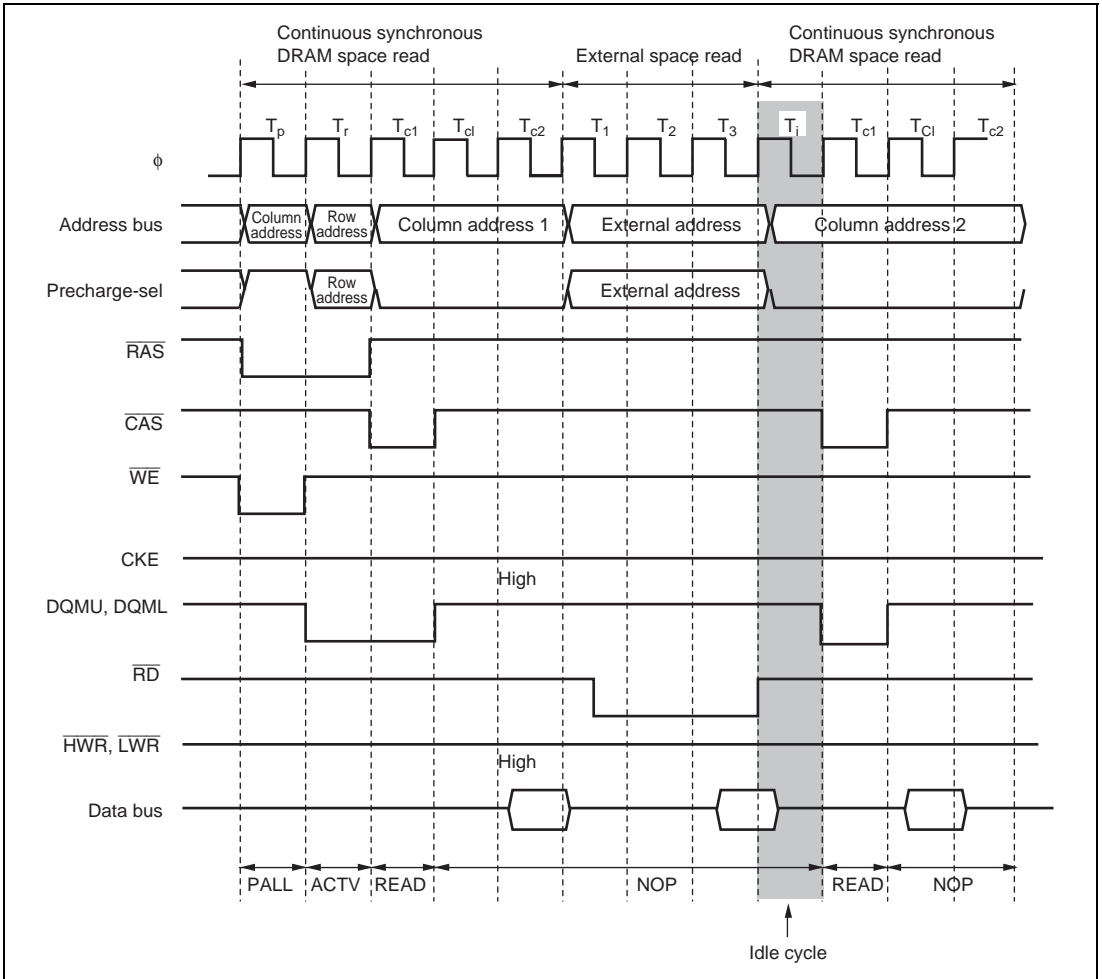 Continuous synchronous
DRAM space read
External space read
Continuous synchronous
DRAM space read
Tp Tr Tc1 Tcl Tc2 T1 T2 T3 Ti Tc1 TCl Tc2
ϕ
Address bus
Column address
Row address
Column address 1
External address
Column address 2
Precharge-sel
Row address
External address
RAS
CAS
WE
CKE
High
DQMU, DQML
RD
HWR, LWR
High
Data bus
PALL ACTV READ NOP READ NOP
Idle cycle